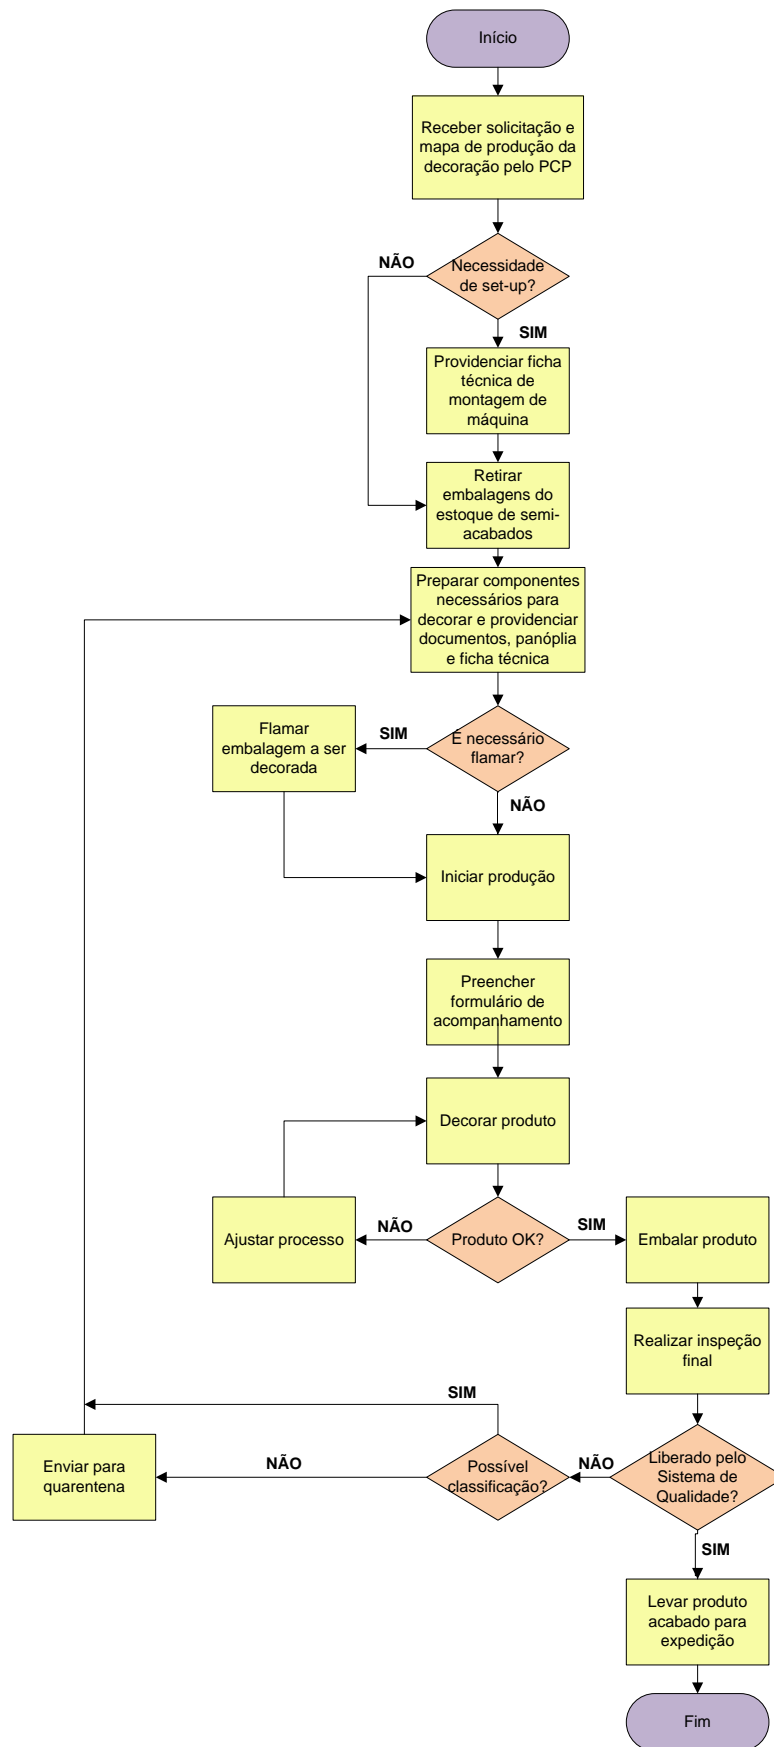 Início
Receber solicitação e
mapa de produção da
decoração pelo PCP
NÃO
Necessidade
de set-up?
SIM
Providenciar ficha
técnica de
montagem de
máquina
Retirar
embalagens do
estoque de semi-
acabados
Preparar componentes
necessários para
decorar e providenciar
documentos, panóplia
e ficha técnica
Flamar
embalagem a ser
decorada
SIM
É necessário
flamar?
NÃO
Iniciar produção
Preencher
formulário de
acompanhamento
Decorar produto
Ajustar processo
NÃO
Produto OK?
SIM
Embalar produto
Realizar inspeção
final
SIM
Enviar para
quarentena
NÃO
Possível
classificação?
NÃO
Liberado pelo
Sistema de
Qualidade?
SIM
Levar produto
acabado para
expedição
Fim